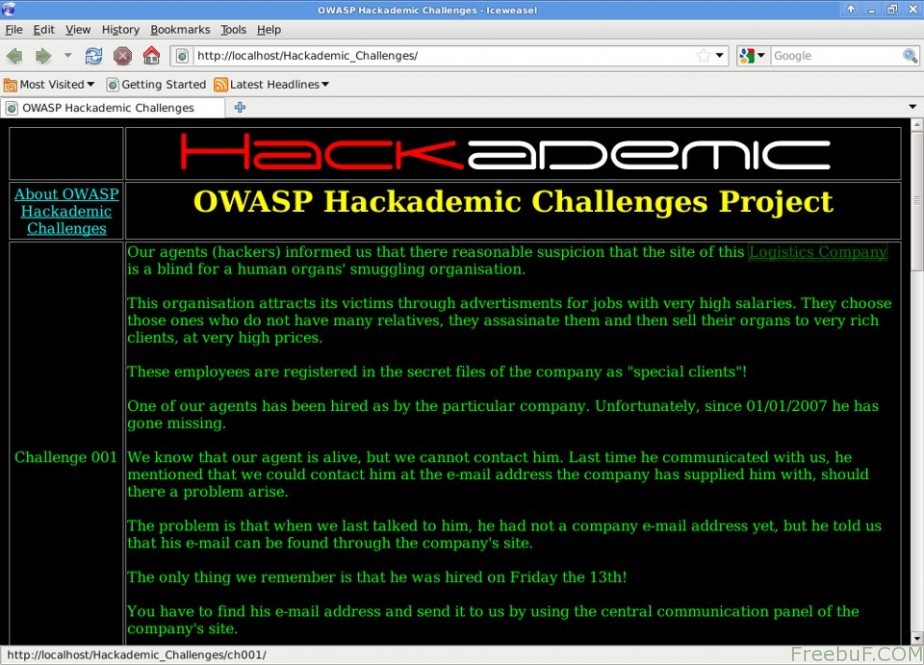 OWASP Hackademic Challenges - Iceweasel
File Edit View History Bookmarks Tools Help
http://localhost/Hackademic_Challenges/
Google
Most Visited Getting Started Latest Headlines
OWASP Hackademic Challenges
Hackademic
About OWASP
Hackademic
Challenges
OWASP Hackademic Challenges Project
Challenge 001
Our agents (hackers) informed us that there reasonable suspicion that the site of this Logistics Company
is a blind for a human organs' smuggling organisation.
This organisation attracts its victims through advertisments for jobs with very high salaries. They choose
those ones who do not have many relatives, they assasinate them and then sell their organs to very rich
clients, at very high prices.
These employees are registered in the secret files of the company as "special clients"!
One of our agents has been hired as by the particular company. Unfortunately, since 01/01/2007 he has
gone missing.
We know that our agent is alive, but we cannot contact him. Last time he communicated with us, he
mentioned that we could contact him at the e-mail address the company has supplied him with, should
there a problem arise.
The problem is that when we last talked to him, he had not a company e-mail address yet, but he told us
that his e-mail can be found through the company's site.
The only thing we remember is that he was hired on Friday the 13th!
You have to find his e-mail address and send it to us by using the central communication panel of the
company's site.
http://localhost/Hackademic_Challenges/ch001/
FreebuF.COM